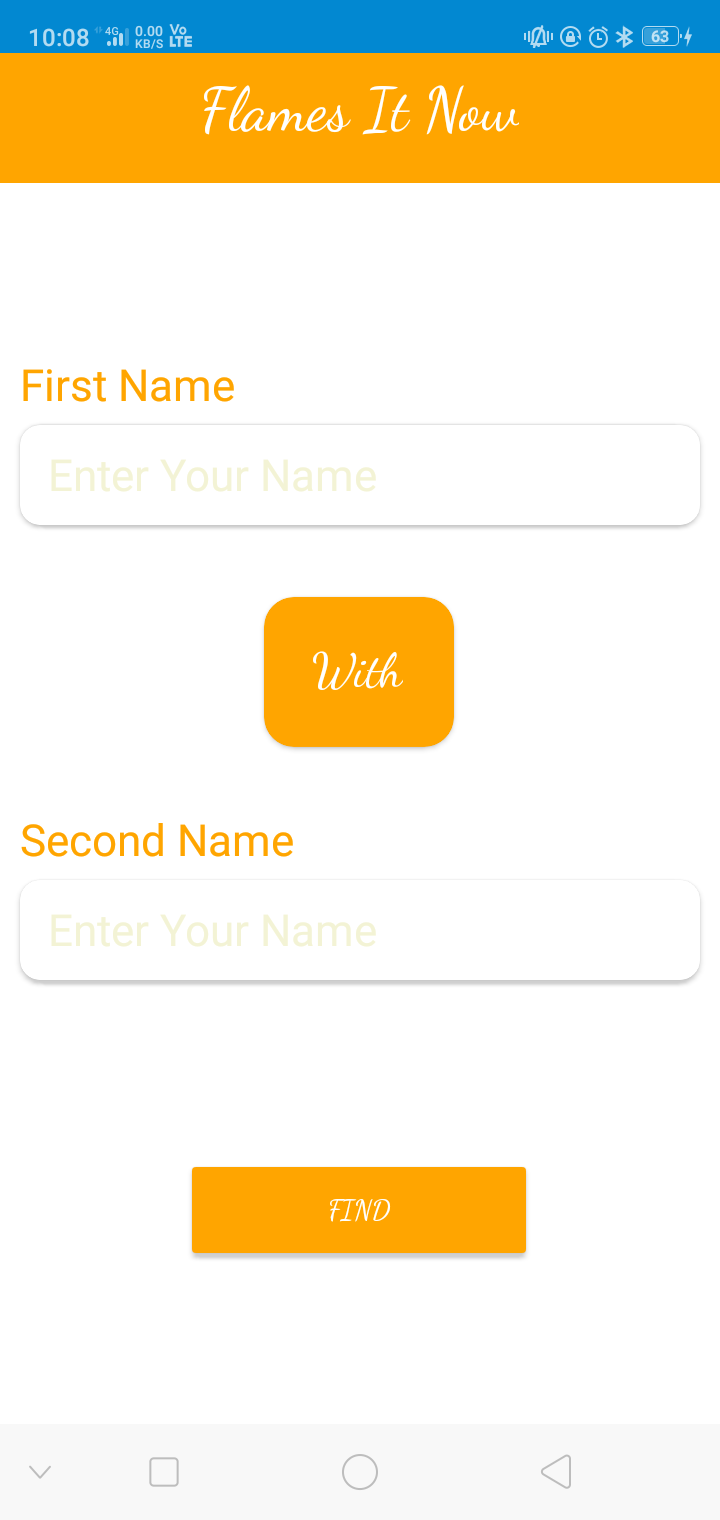 10:08 4G 0.00 KB/S Vo LTE 63
Flames It Now
First Name
Enter Your Name
With
Second Name
Enter Your Name
FIND